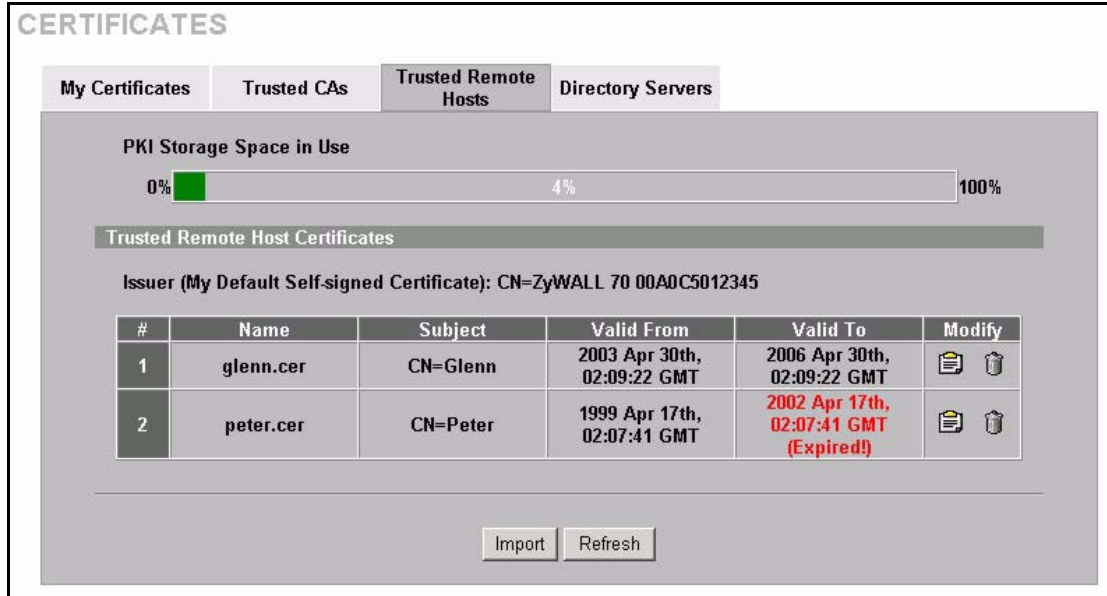 CERTIFICATES
My Certificates
Trusted CAs
Trusted Remote
Hosts
Directory Servers
PKI Storage Space in Use
0%
4%
100%
Trusted Remote Host Certificates
Issuer (My Default Self-signed Certificate): CN=ZyWALL 70 00A0C5012345
# Name Subject Valid From Valid To Modify
1 glenn.cer CN=Glenn 2003 Apr 30th, 2006 Apr 30th,
02:09:22 GMT 02:09:22 GMT
2 peter.cer CN=Peter 1999 Apr 17th, 2002 Apr 17th,
02:07:41 GMT 02:07:41 GMT
(Expired!)
Import
Refresh